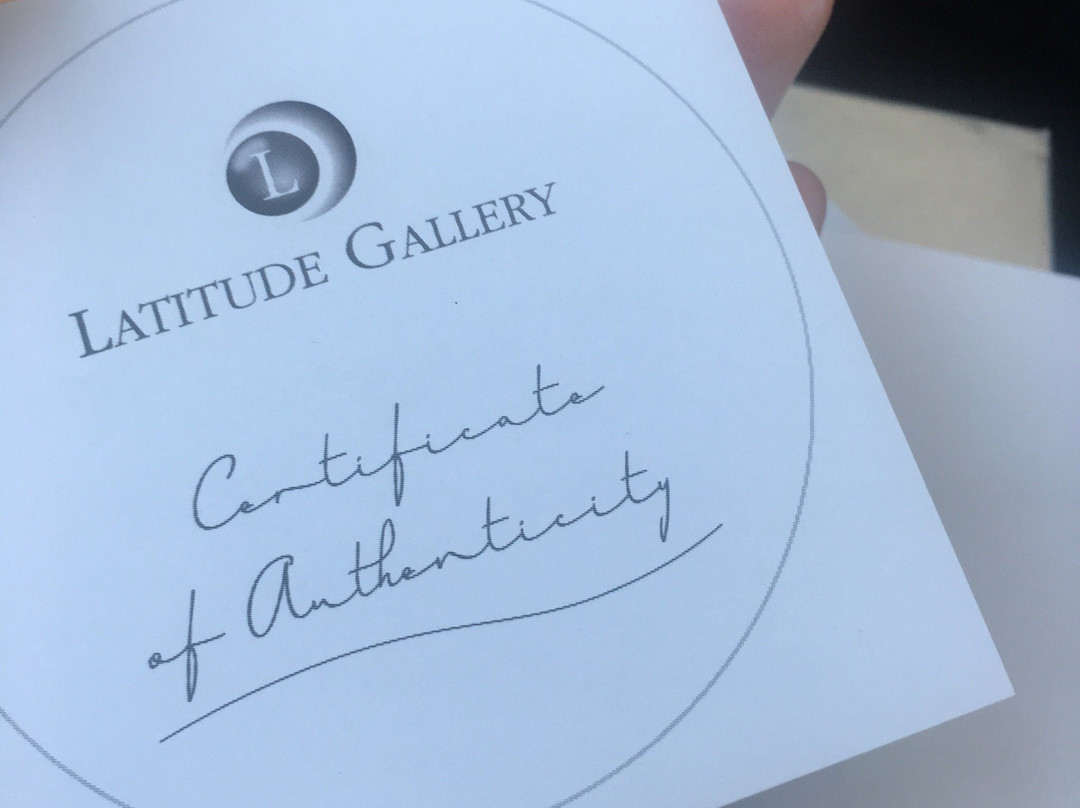 L
LATITUDE GALLERY
Certificate
of Authenticity